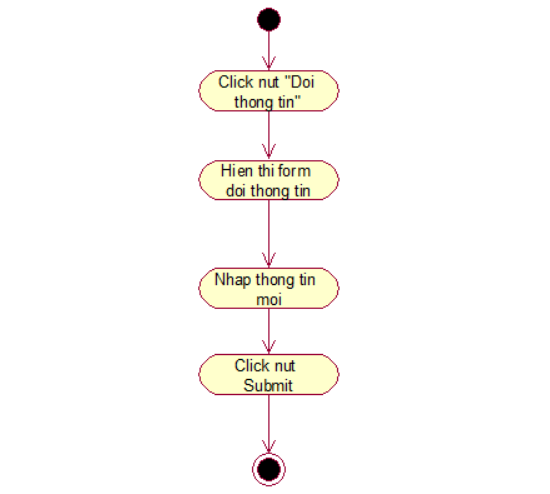 Click nut "Doi
thong tin"
Hien thi form
doi thong tin
Nhap thong tin
moi
Click nut
Submit